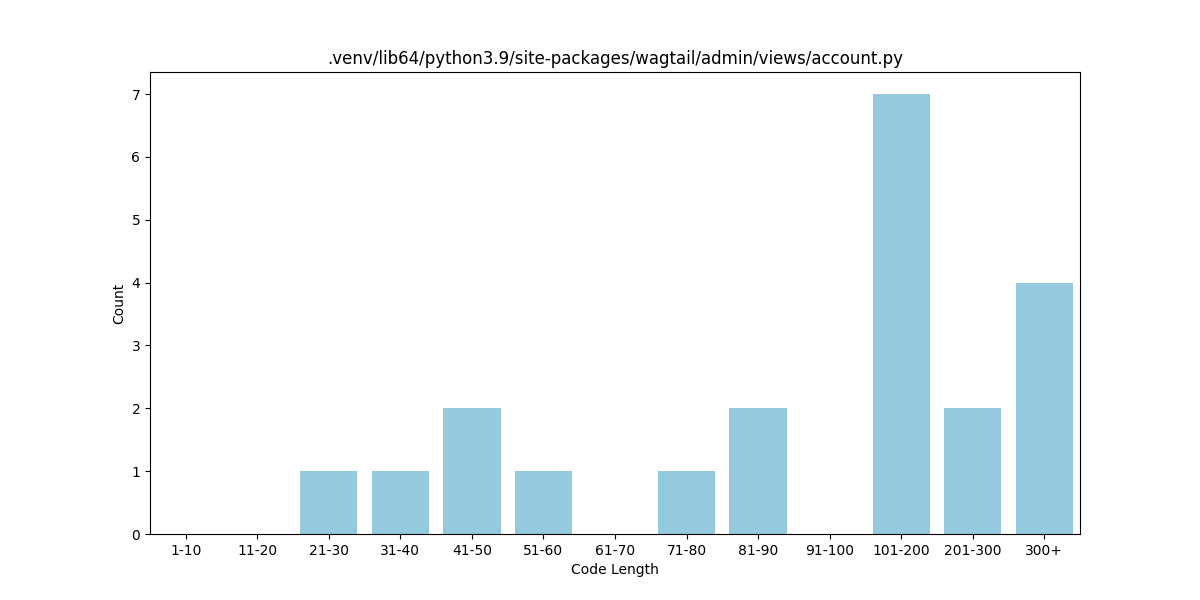 .venv/lib64/python3.9/site-packages/wagtail/admin/views/account.py
7
6
5
4
3
2
1
0
Count
1-10 11-20 21-30 31-40 41-50 51-60 61-70 71-80 81-90 91-100 101-200 201-300 300+
Code Length